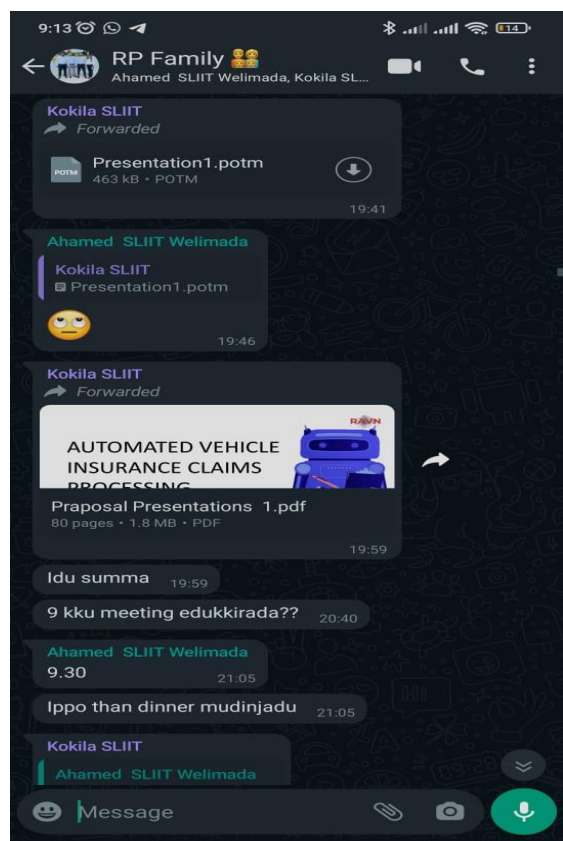 9:13
14
RP Family
Ahamed SLIIT Welimada, Kokila SL...
Kokila SLIIT
Forwarded
POTM
Presentation1.potm
463 kB • POTM
19:41
Ahamed SLIIT Welimada
Kokila SLIIT
Presentation1.potm
🙄
19:46
Kokila SLIIT
Forwarded
RAVN
AUTOMATED VEHICLE
INSURANCE CLAIMS
PROCESSING
Praposal Presentations 1.pdf
80 pages • 1.8 MB • PDF
19:59
Idu summa 19:59
9 kku meeting edukkirada?? 20:40
Ahamed SLIIT Welimada
9.30 21:05
Ippo than dinner mudinjadu 21:05
Kokila SLIIT
Ahamed SLIIT Welimada
Message